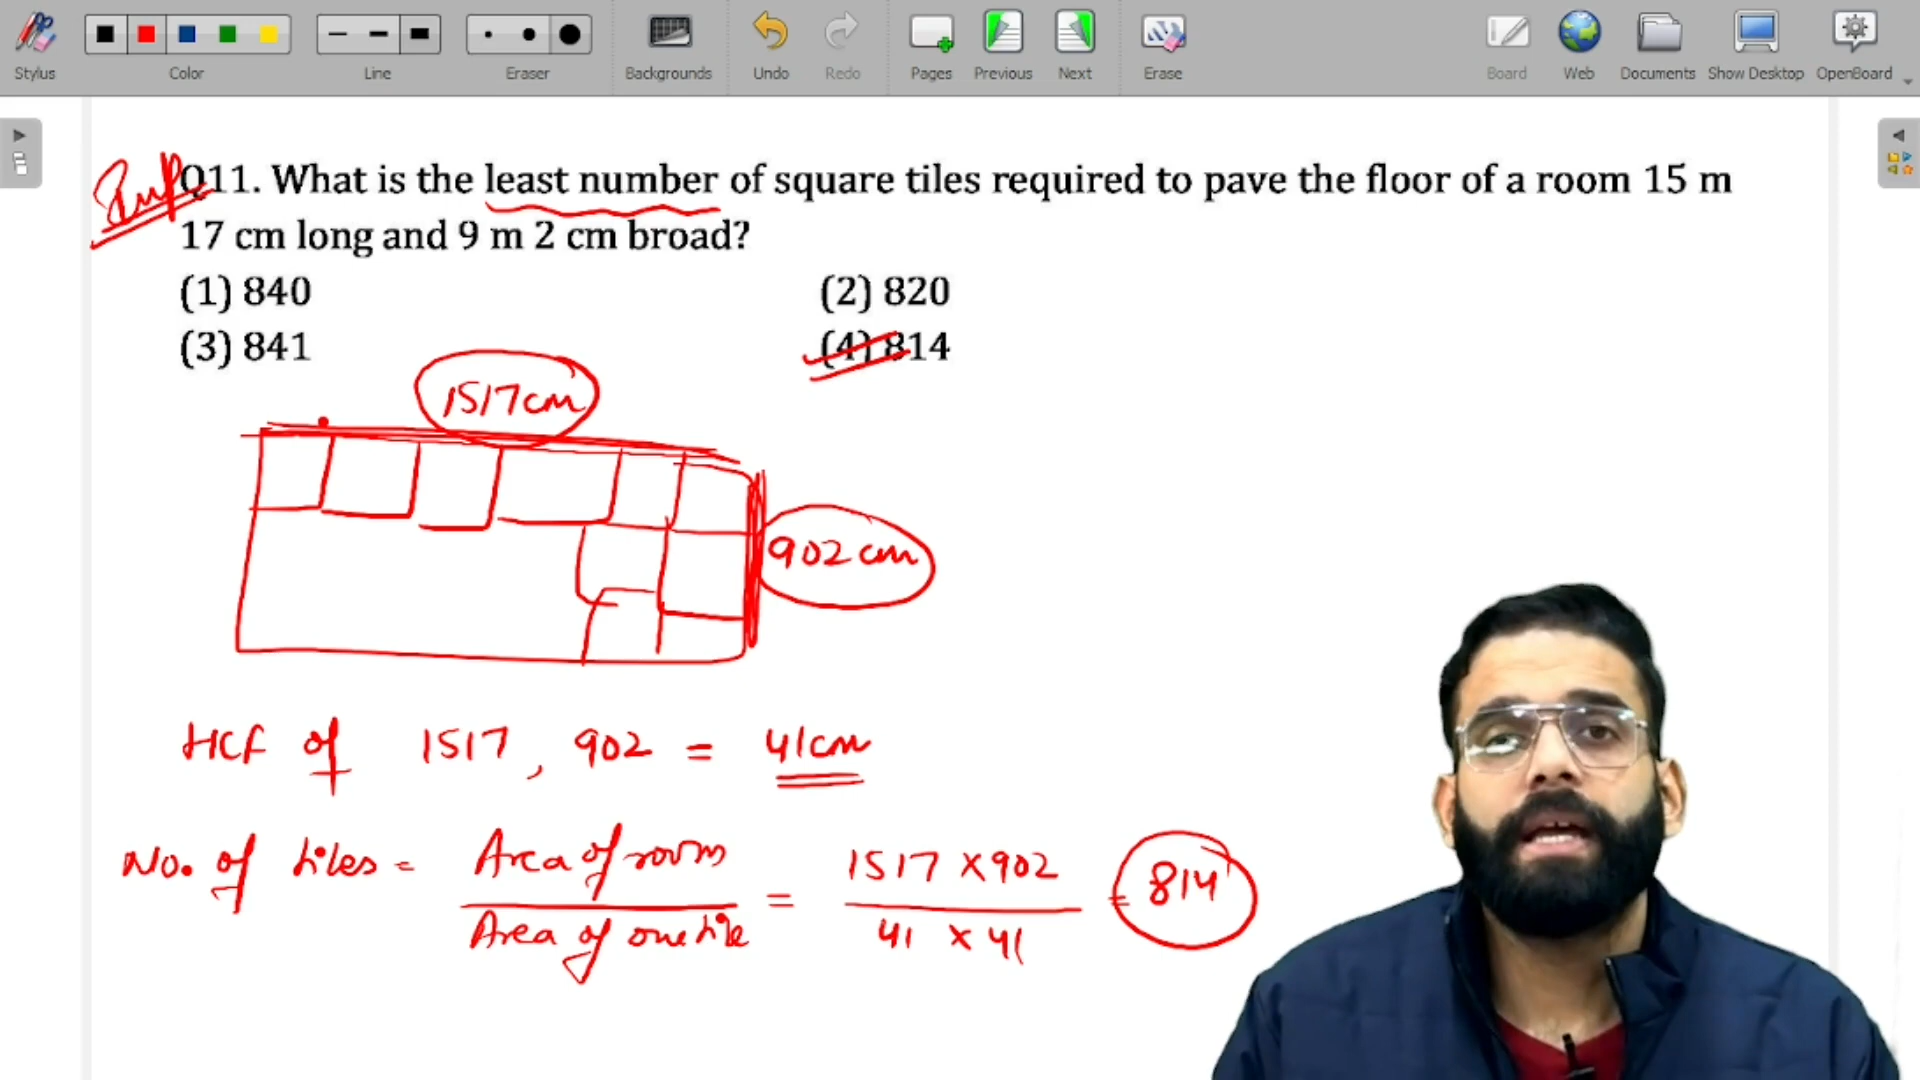 Stylus Color Line Eraser Backgrounds Undo Redo Pages Previous Next Erase Board Web Documents Show Desktop OpenBoard
Imp Q11. What is the least number of square tiles required to pave the floor of a room 15 m
17 cm long and 9 m 2 cm broad?
(1) 840 (2) 820
(3) 841 (4) 814
1517cm
902 cm
HCF of 1517, 902 = 41cm
No. of tiles = Area of room / Area of one tile = 1517 x 902 / 41 x 41 = 814